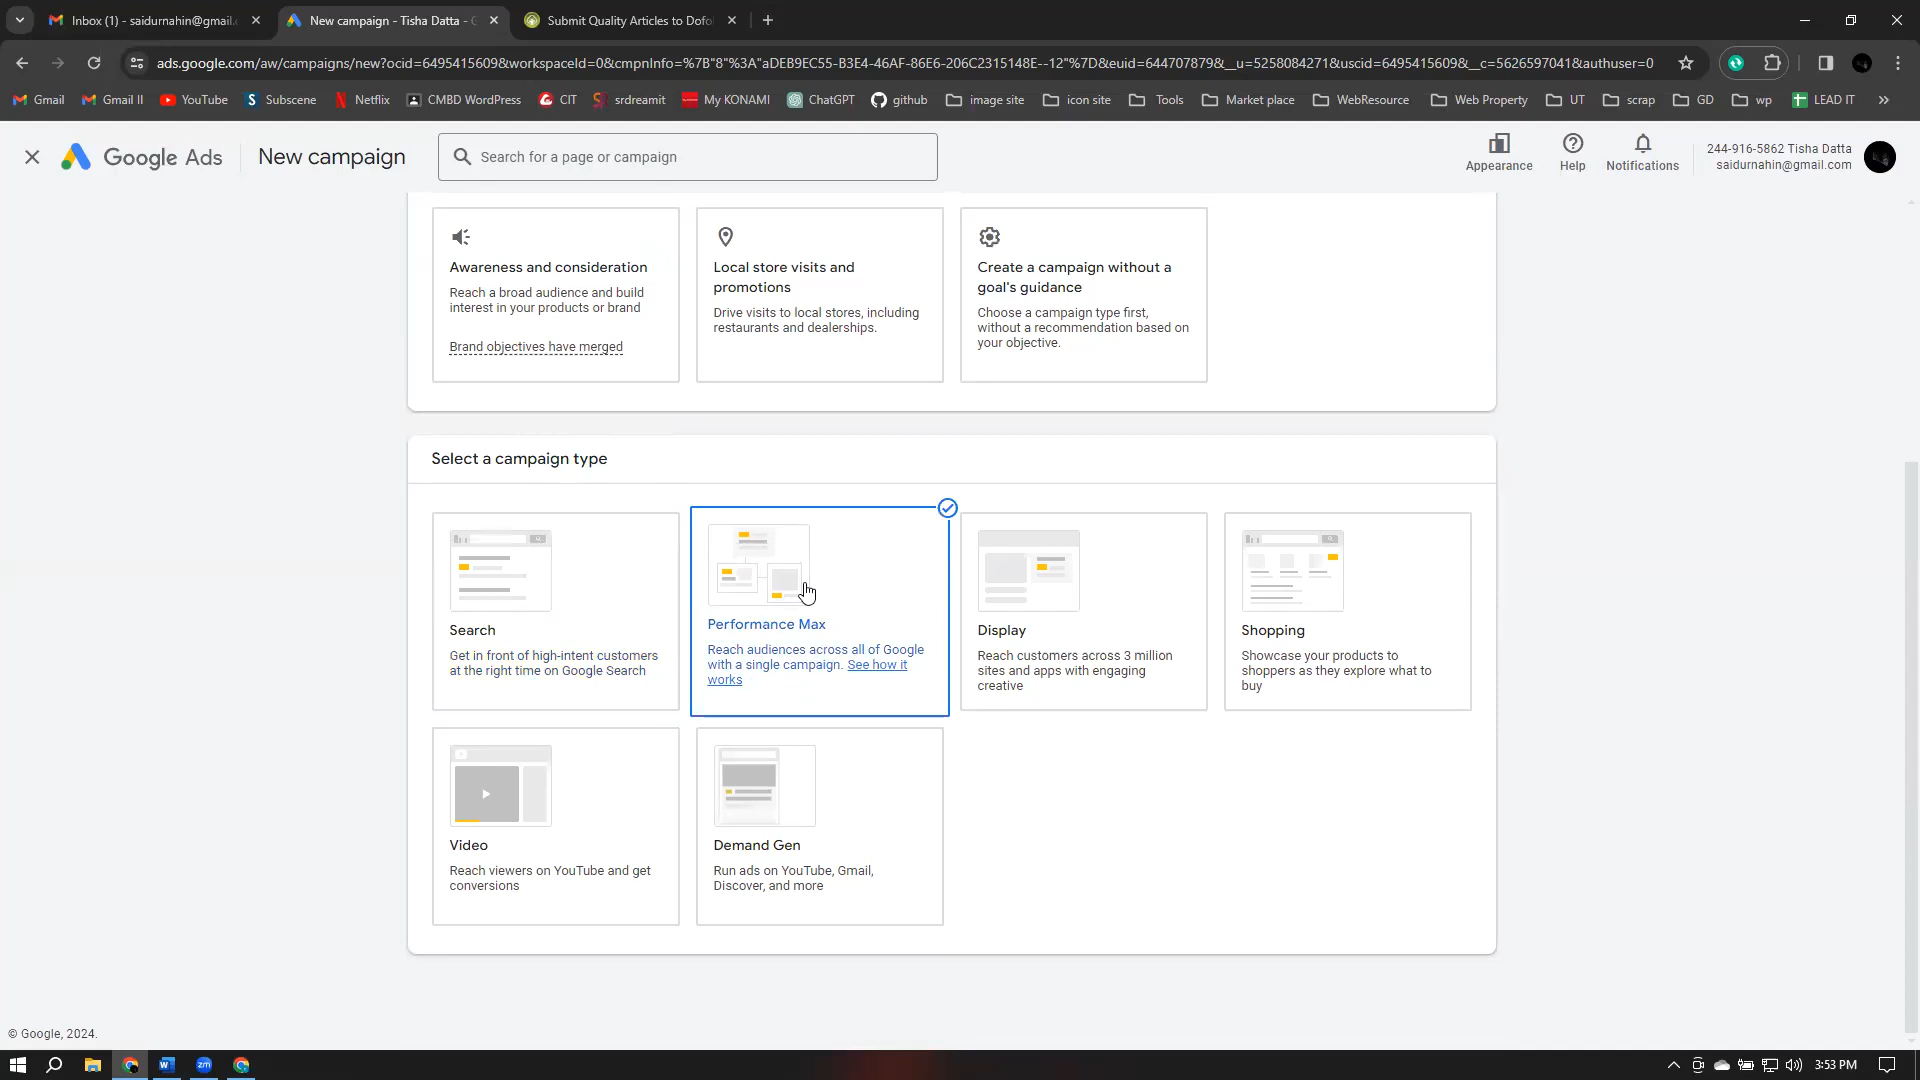 Inbox (1) - saidurnahin@gmail.
New campaign - Tisha Datta - G
Submit Quality Articles to Dofo
ads.google.com/aw/campaigns/new?ocid=6495415609&workspaceId=0&cmpnInfo=%7B"8"%3A"aDEB9EC55-B3E4-46AF-86E6-206C2315148E--12"%7D&euid=644707879&__u=5258084271&uscid=6495415609&__c=5626597041&authuser=0
Gmail
Gmail II
YouTube
Subscene
Netflix
CMBD WordPress
CIT
srdreamit
My KONAMI
ChatGPT
github
image site
icon site
Tools
Market place
WebResource
Web Property
UT
scrap
GD
wp
LEAD IT
Google Ads
New campaign
Search for a page or campaign
Appearance
Help
Notifications
244-916-5862 Tisha Datta
saidurnahin@gmail.com
Awareness and consideration
Reach a broad audience and build
interest in your products or brand
Brand objectives have merged
Local store visits and
promotions
Drive visits to local stores, including
restaurants and dealerships.
Create a campaign without a
goal's guidance
Choose a campaign type first,
without a recommendation based on
your objective.
Select a campaign type
Search
Get in front of high-intent customers
at the right time on Google Search
Performance Max
Reach audiences across all of Google
with a single campaign. See how it
works
Display
Reach customers across 3 million
sites and apps with engaging
creative
Shopping
Showcase your products to
shoppers as they explore what to
buy
Video
Reach viewers on YouTube and get
conversions
Demand Gen
Run ads on YouTube, Gmail,
Discover, and more
© Google, 2024.
3:53 PM